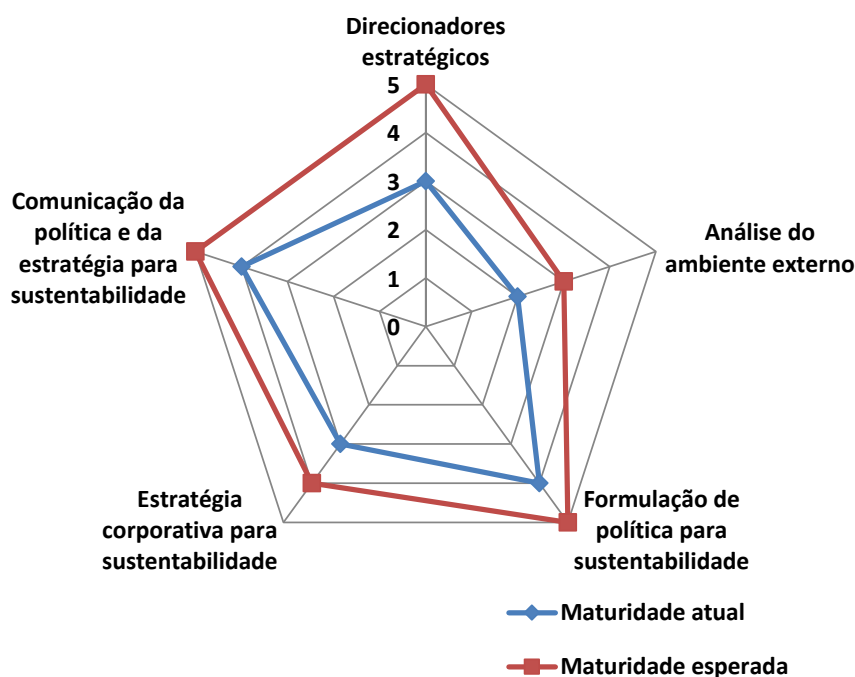 Direcionadores
estratégicos
5
4
3
2
1
0
Análise do
ambiente externo
Comunicação da
política e da
estratégia para
sustentabilidade
Estratégia
corporativa para
sustentabilidade
Formulação de
política para
sustentabilidade
Maturidade atual
Maturidade esperada